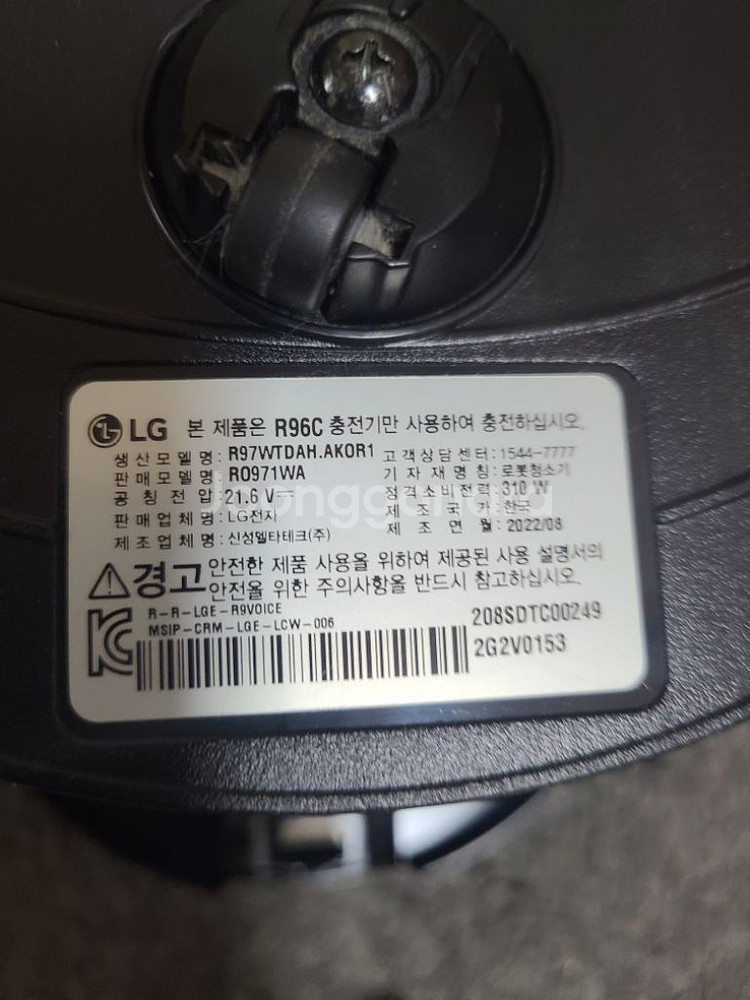 LG 본 제품은 R96C 충전기만 사용하여 충전하십시오.
생산모델명 : R97WTDAH.AKOR1 고객상담센터 : 1544-7777
판매모델명 : RO971WA 기자재명칭 : 로봇청소기
공칭전압 : 21.6 V 정격소비전력 : 310 W
판매업체명 : LG전자 제조국가 : 한국
제조업체명 : 신성델타테크(주) 제조연월 : 2022/08
경고 안전한 제품 사용을 위하여 제공된 사용 설명서의
안전을 위한 주의사항을 반드시 참고하십시오.
R-R-LGE-R9VOICE
MSIP-CRM-LGE-LCW-006
208SDTC00249
2G2V0153
Joonggonara